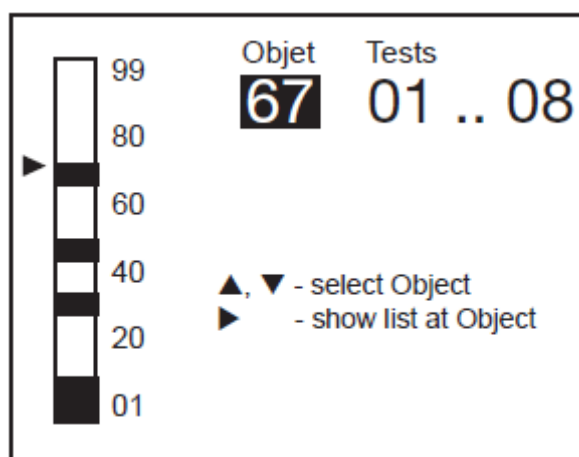 Objet Tests
67 01 .. 08
99
80
60
40
20
01
▲, ▼ - select Object
▶ - show list at Object